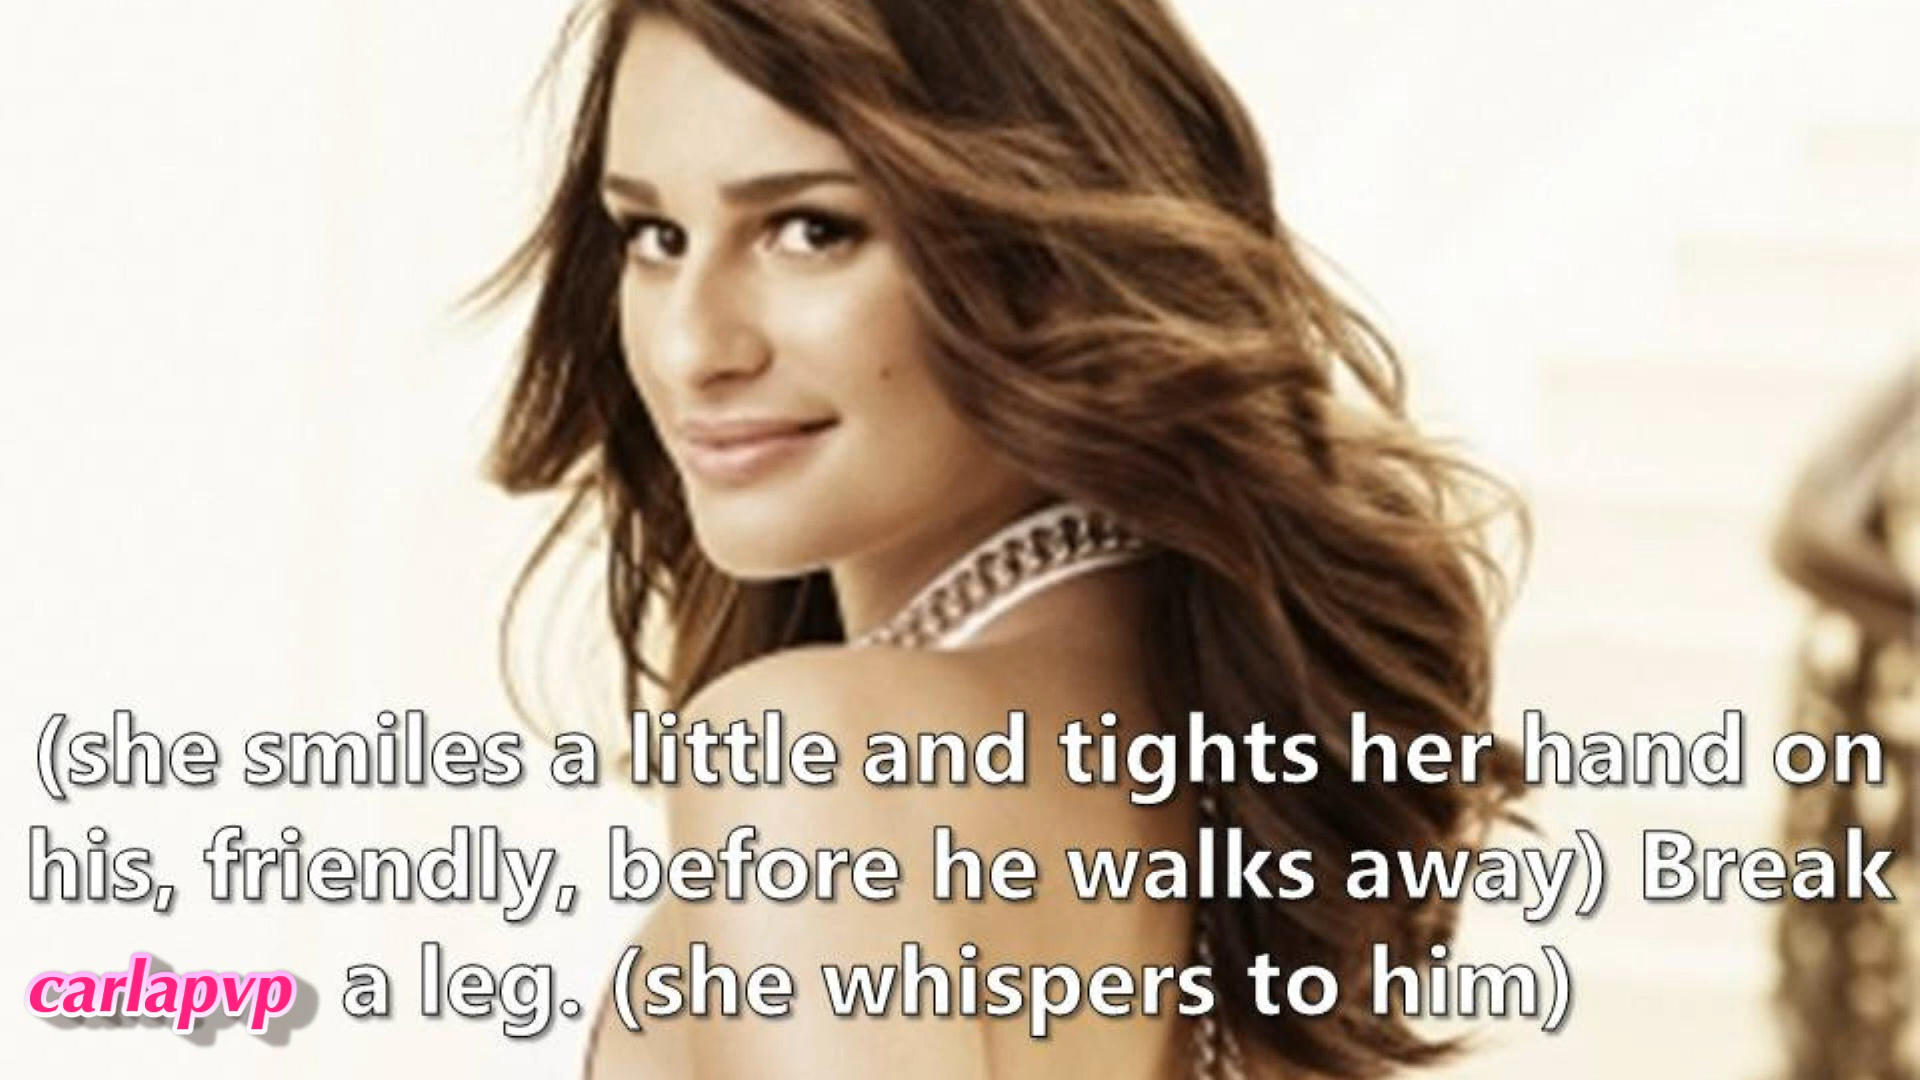 (she smiles a little and tights her hand on
his, friendly, before he walks away) Break
a leg. (she whispers to him)
carlapvp